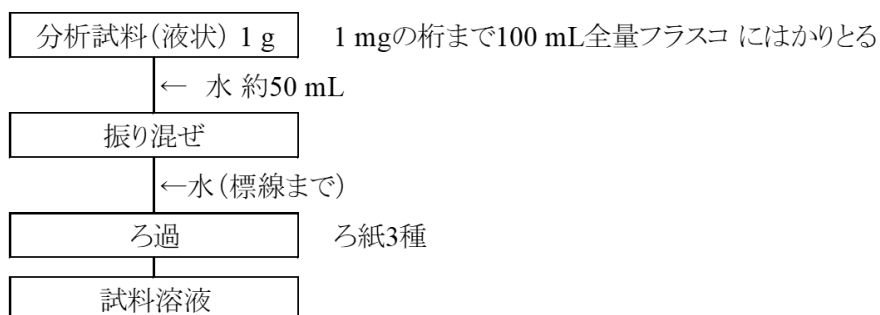 分析試料(液状) 1 g 1 mgの桁まで100 mL全量フラスコ にはかりとる
← 水 約50 mL
振り混ぜ
←水(標線まで)
ろ過 ろ紙3種
試料溶液